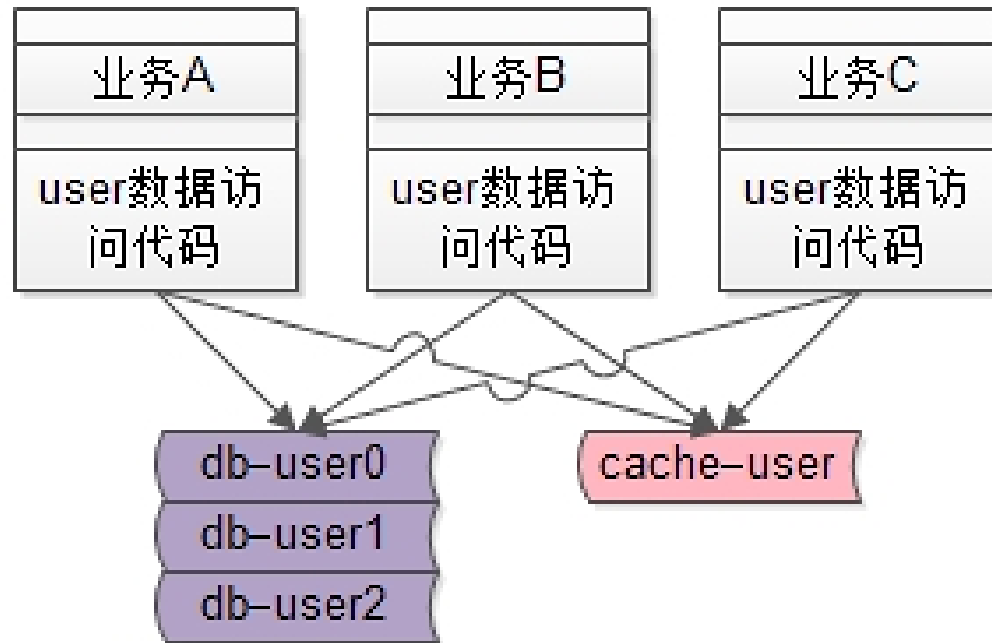 业务A
业务B
业务C
user数据访
问代码
user数据访
问代码
user数据访
问代码
db-user0
cache-user
db-user1
db-user2